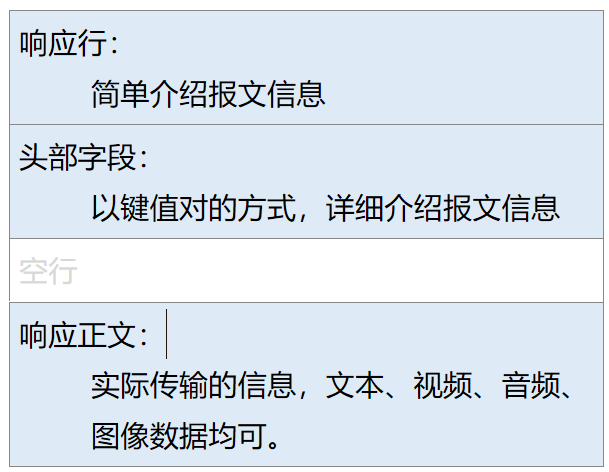 响应行：
简单介绍报文信息
头部字段：
以键值对的方式，详细介绍报文信息
空行
响应正文：
实际传输的信息，文本、视频、音频、
图像数据均可。